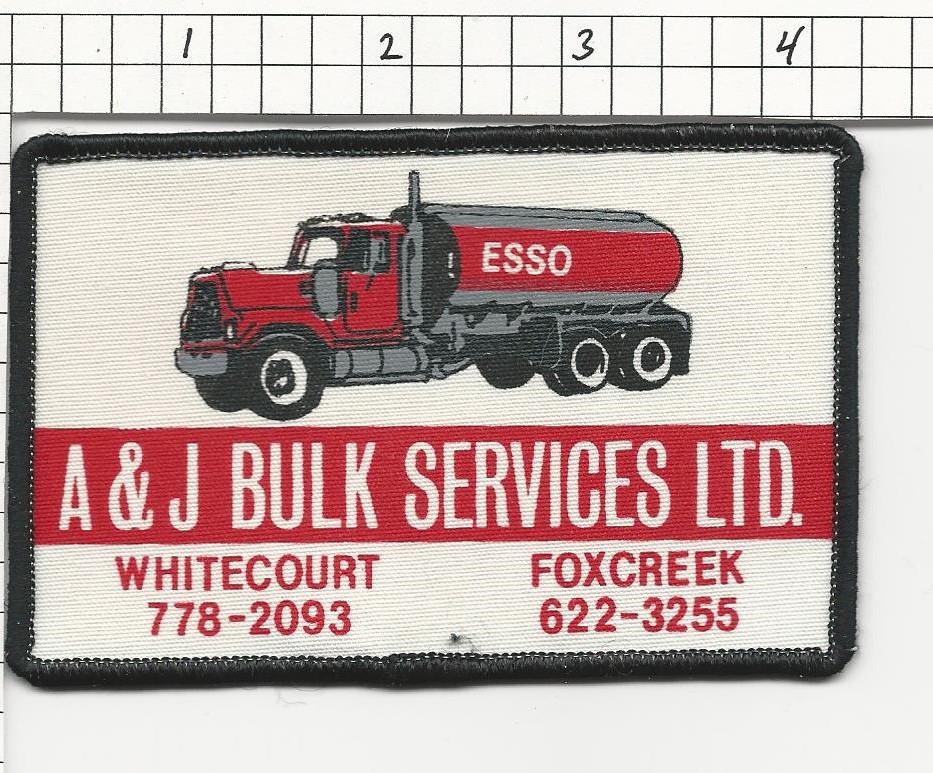 1 2 3 4
ESSO
A & J BULK SERVICES LTD.
WHITECOURT FOXCREEK
778-2093 622-3255